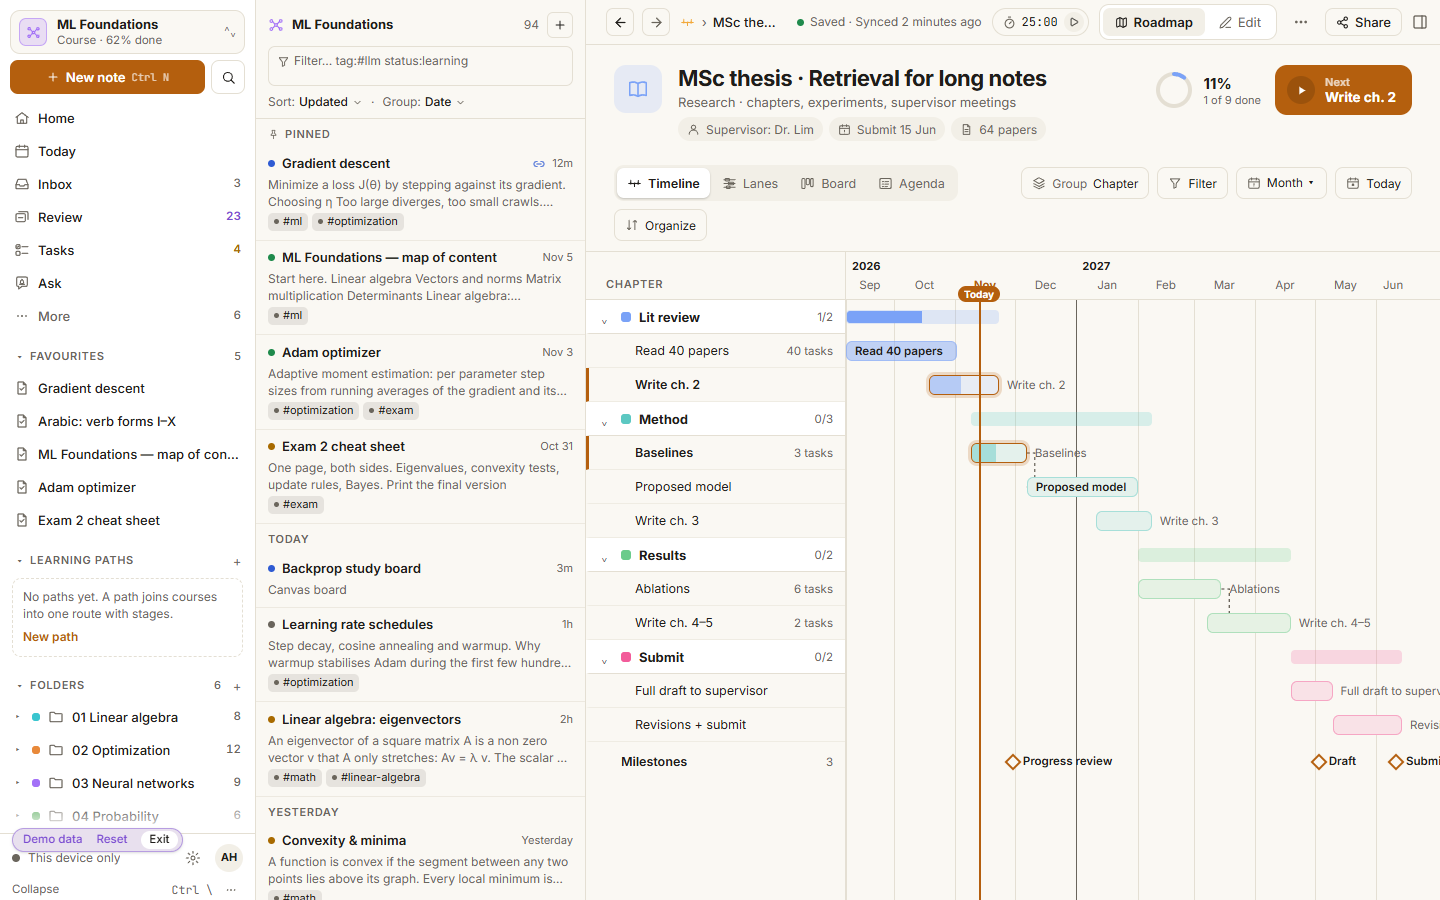 ML Foundations
Course · 62% done
New note Ctrl N
Home
Today
Inbox 3
Review 23
Tasks 4
Ask
More 6
FAVOURITES 5
Gradient descent
Arabic: verb forms I–X
ML Foundations — map of con...
Adam optimizer
Exam 2 cheat sheet
LEARNING PATHS
No paths yet. A path joins courses
into one route with stages.
New path
FOLDERS 6
01 Linear algebra 8
02 Optimization 12
03 Neural networks 9
04 Probability 6
Demo data Reset Exit
This device only AH
Collapse Ctrl \
ML Foundations 94
Filter... tag:#llm status:learning
Sort: Updated · Group: Date
PINNED
Gradient descent 12m
Minimize a loss J(θ) by stepping against its gradient.
Choosing η Too large diverges, too small crawls....
#ml #optimization
ML Foundations — map of content Nov 5
Start here. Linear algebra Vectors and norms Matrix
multiplication Determinants Linear algebra:...
#ml
Adam optimizer Nov 3
Adaptive moment estimation: per parameter step
sizes from running averages of the gradient and its...
#optimization #exam
Exam 2 cheat sheet Oct 31
One page, both sides. Eigenvalues, convexity tests,
update rules, Bayes. Print the final version
#exam
TODAY
Backprop study board 3m
Canvas board
Learning rate schedules 1h
Step decay, cosine annealing and warmup. Why
warmup stabilises Adam during the first few hundre...
#optimization
Linear algebra: eigenvectors 2h
An eigenvector of a square matrix A is a non zero
vector v that A only stretches: Av = λ v. The scalar ...
#math #linear-algebra
YESTERDAY
Convexity & minima Yesterday
A function is convex if the segment between any two
points lies above its graph. Every local minimum is...
#math
MSc the... Saved · Synced 2 minutes ago 25:00 Roadmap Edit Share
MSc thesis · Retrieval for long notes
Research · chapters, experiments, supervisor meetings
Supervisor: Dr. Lim Submit 15 Jun 64 papers
11%
1 of 9 done
Next
Write ch. 2
Timeline Lanes Board Agenda Group Chapter Filter Month Today
Organize
2026 2027
CHAPTER Sep Oct Nov Dec Jan Feb Mar Apr May Jun
Today
Lit review 1/2
Read 40 papers 40 tasks Read 40 papers
Write ch. 2 Write ch. 2
Method 0/3
Baselines 3 tasks Baselines
Proposed model Proposed model
Write ch. 3 Write ch. 3
Results 0/2
Ablations 6 tasks Ablations
Write ch. 4–5 2 tasks Write ch. 4–5
Submit 0/2
Full draft to supervisor Full draft to superv
Revisions + submit Revis
Milestones 3 Progress review Draft Submi